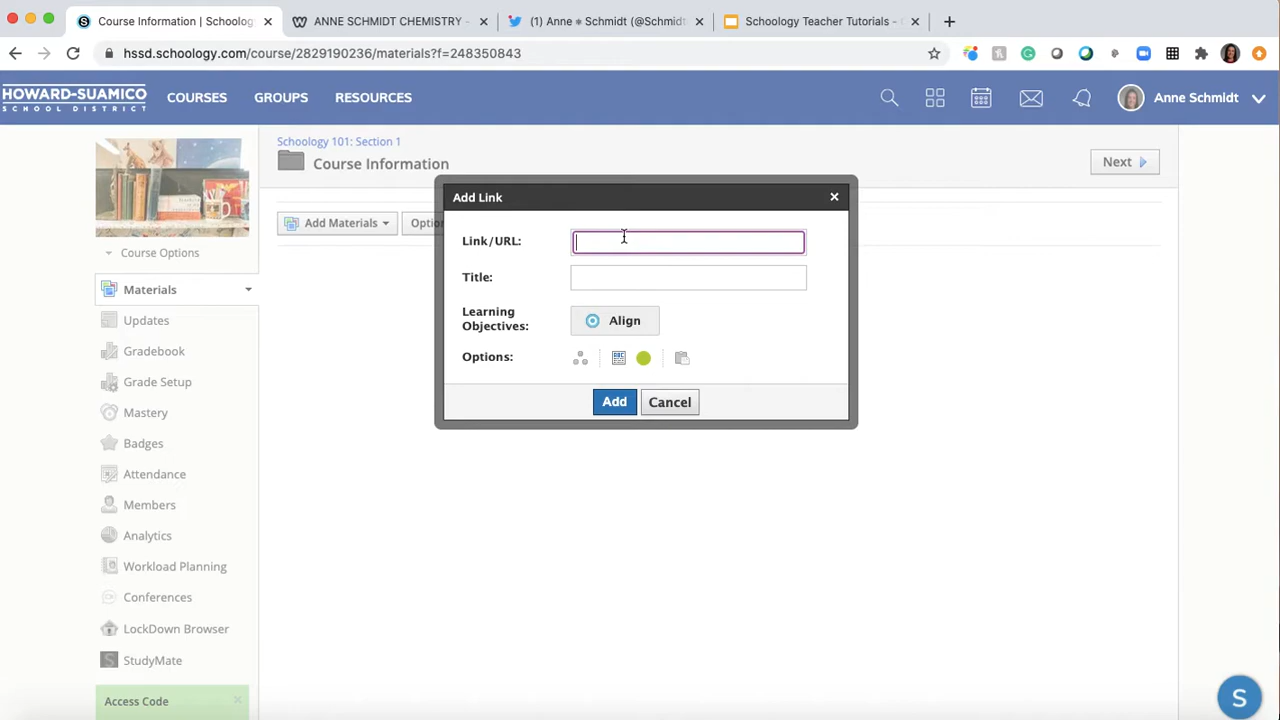 Course Information | Schoology
ANNE SCHMIDT CHEMISTRY -
(1) Anne ⚛ Schmidt (@Schmidt
Schoology Teacher Tutorials -
hssd.schoology.com/course/2829190236/materials?f=248350843
HOWARD-SUAMICO
SCHOOL DISTRICT
COURSES
GROUPS
RESOURCES
Anne Schmidt
Schoology 101: Section 1
Course Information
Next
Course Options
Add Materials
Optio
Add Link
Link/URL:
Title:
Learning
Objectives:
Align
Options:
Add
Cancel
Materials
Updates
Gradebook
Grade Setup
Mastery
Badges
Attendance
Members
Analytics
Workload Planning
Conferences
LockDown Browser
StudyMate
Access Code
S